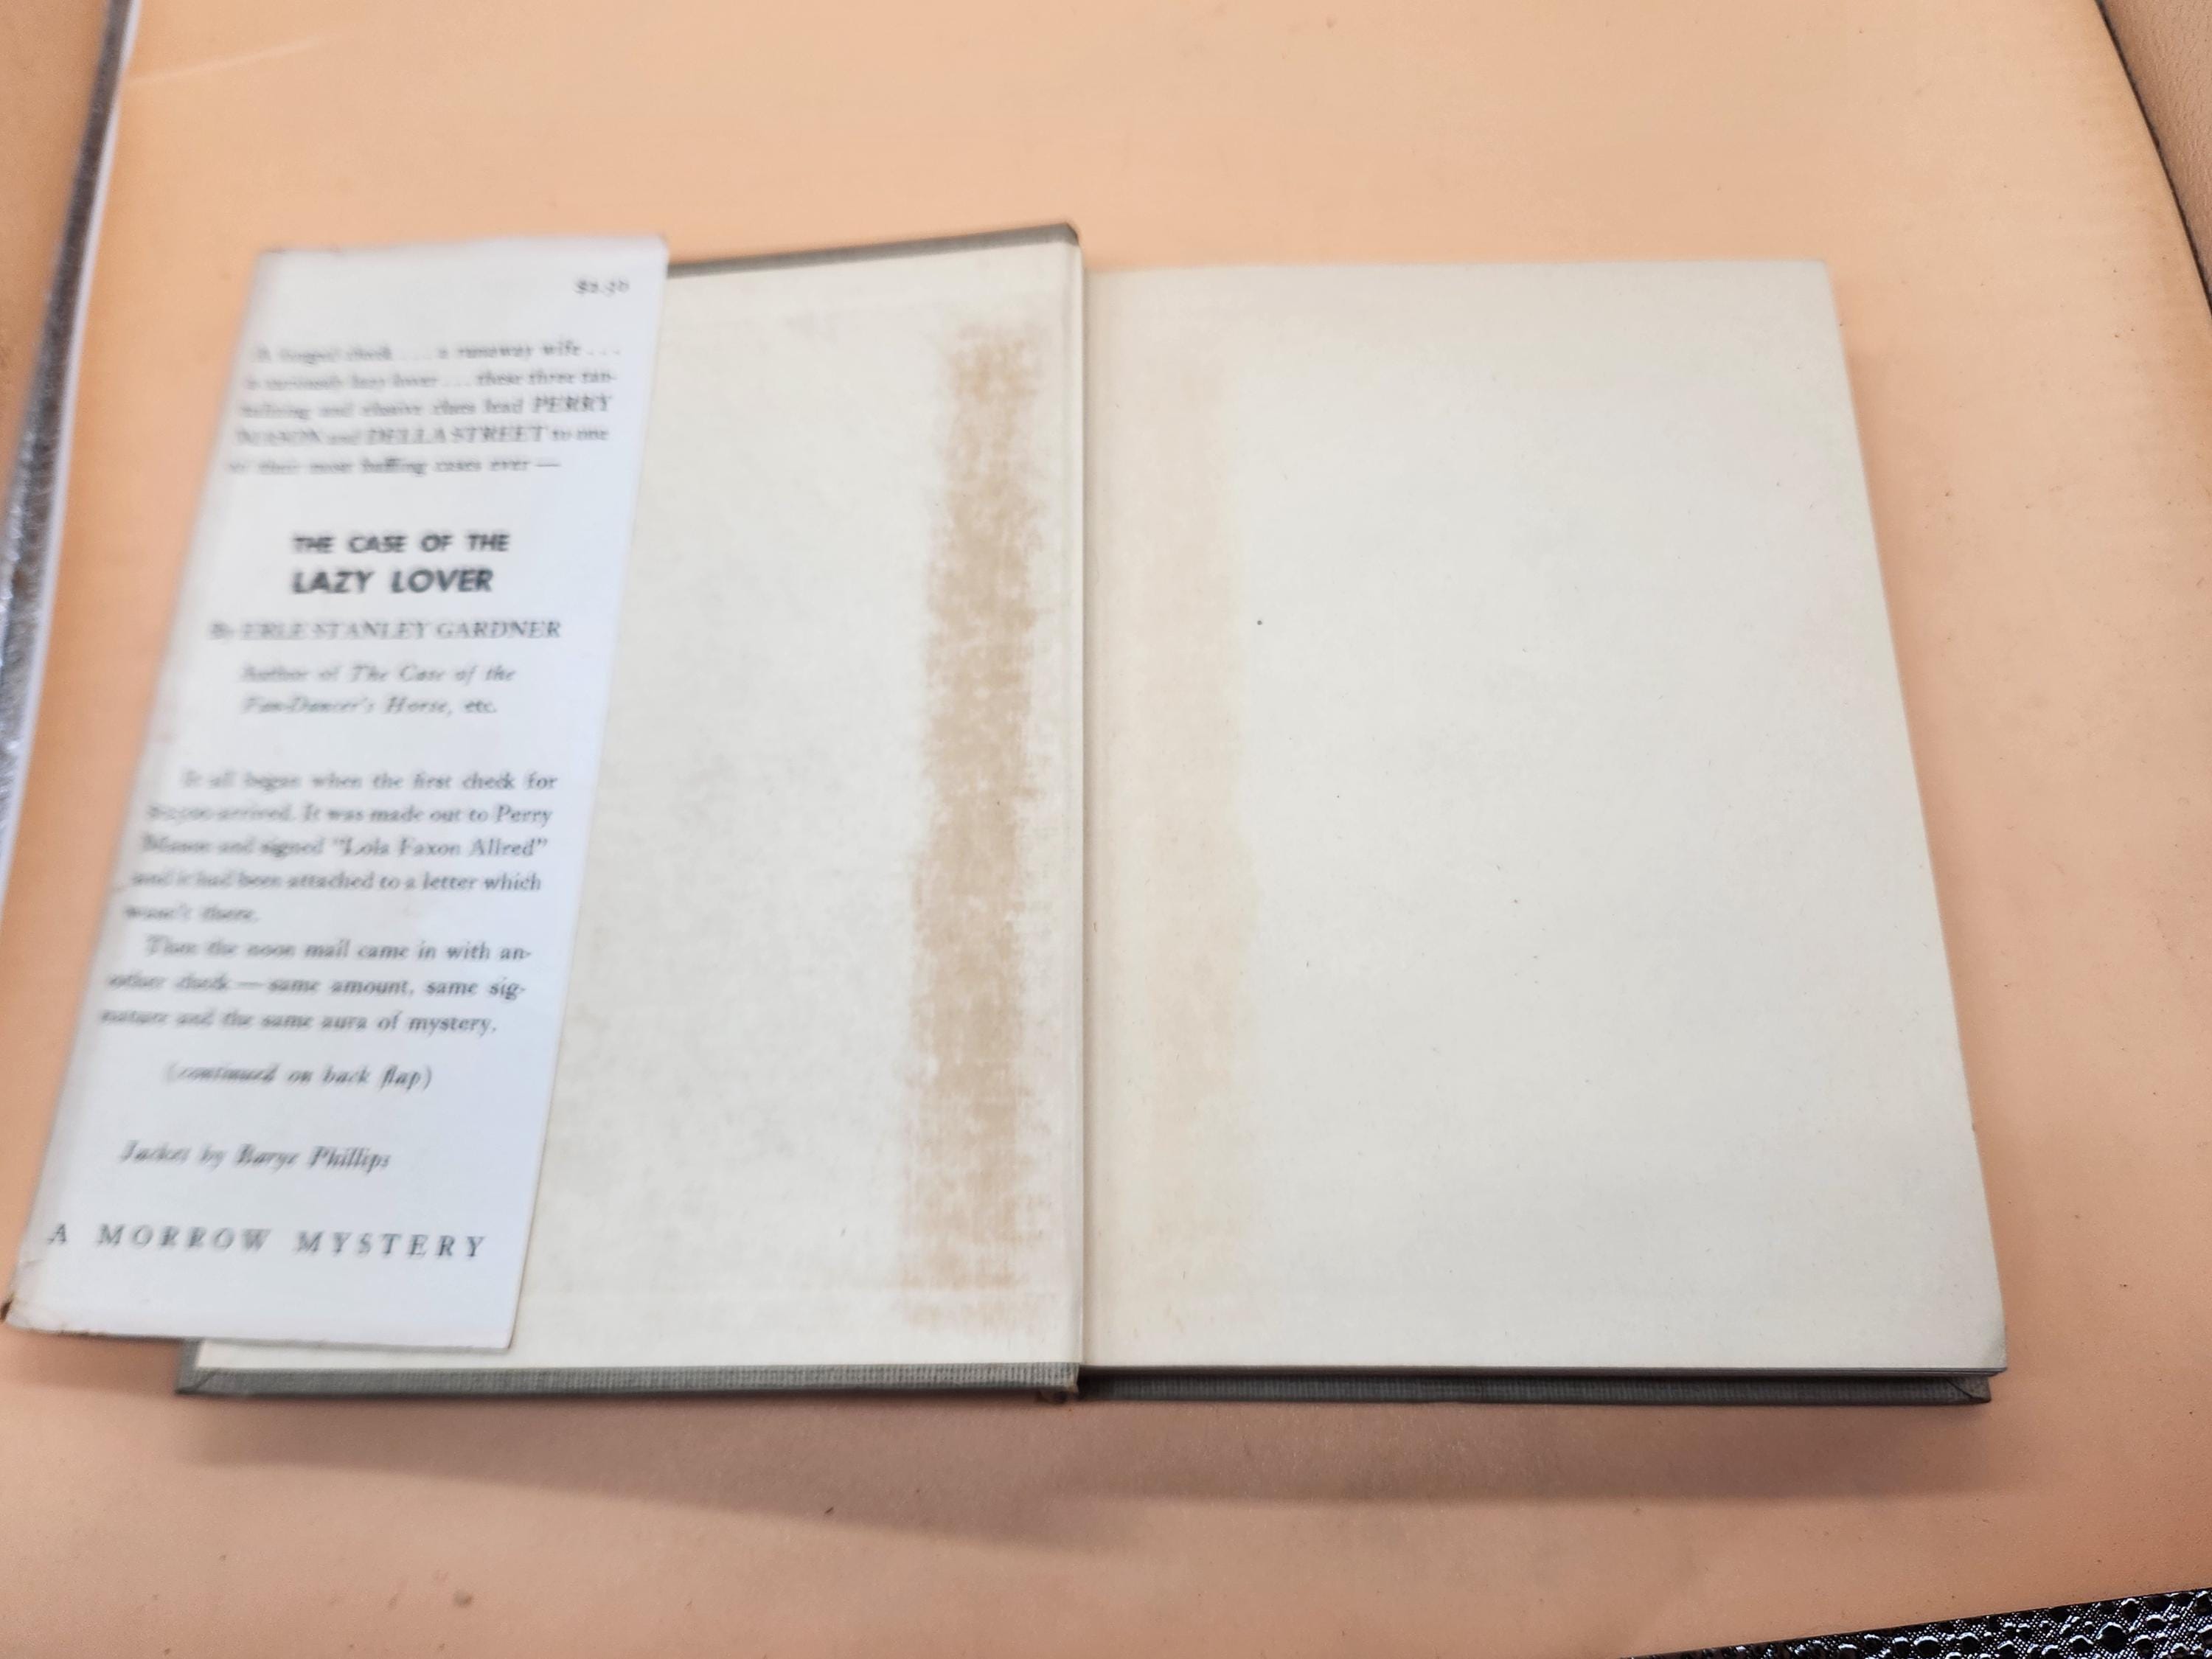 $2.50
A forged check . . . a runaway wife . . .
a curiously lazy lover . . . these three tan-
talizing and elusive clues lead PERRY
MASON and DELLA STREET to one
of their most baffling cases ever —
THE CASE OF THE
LAZY LOVER
By ERLE STANLEY GARDNER
Author of The Case of the
Fan-Dancer's Horse, etc.
It all began when the first check for
arrived. It was made out to Perry
Mason and signed "Lola Faxon Allred"
and it had been attached to a letter which
wasn't there.
Then the noon mail came in with an-
other check — same amount, same sig-
nature and the same aura of mystery.
(continued on back flap)
Jacket by Barye Phillips
A MORROW MYSTERY